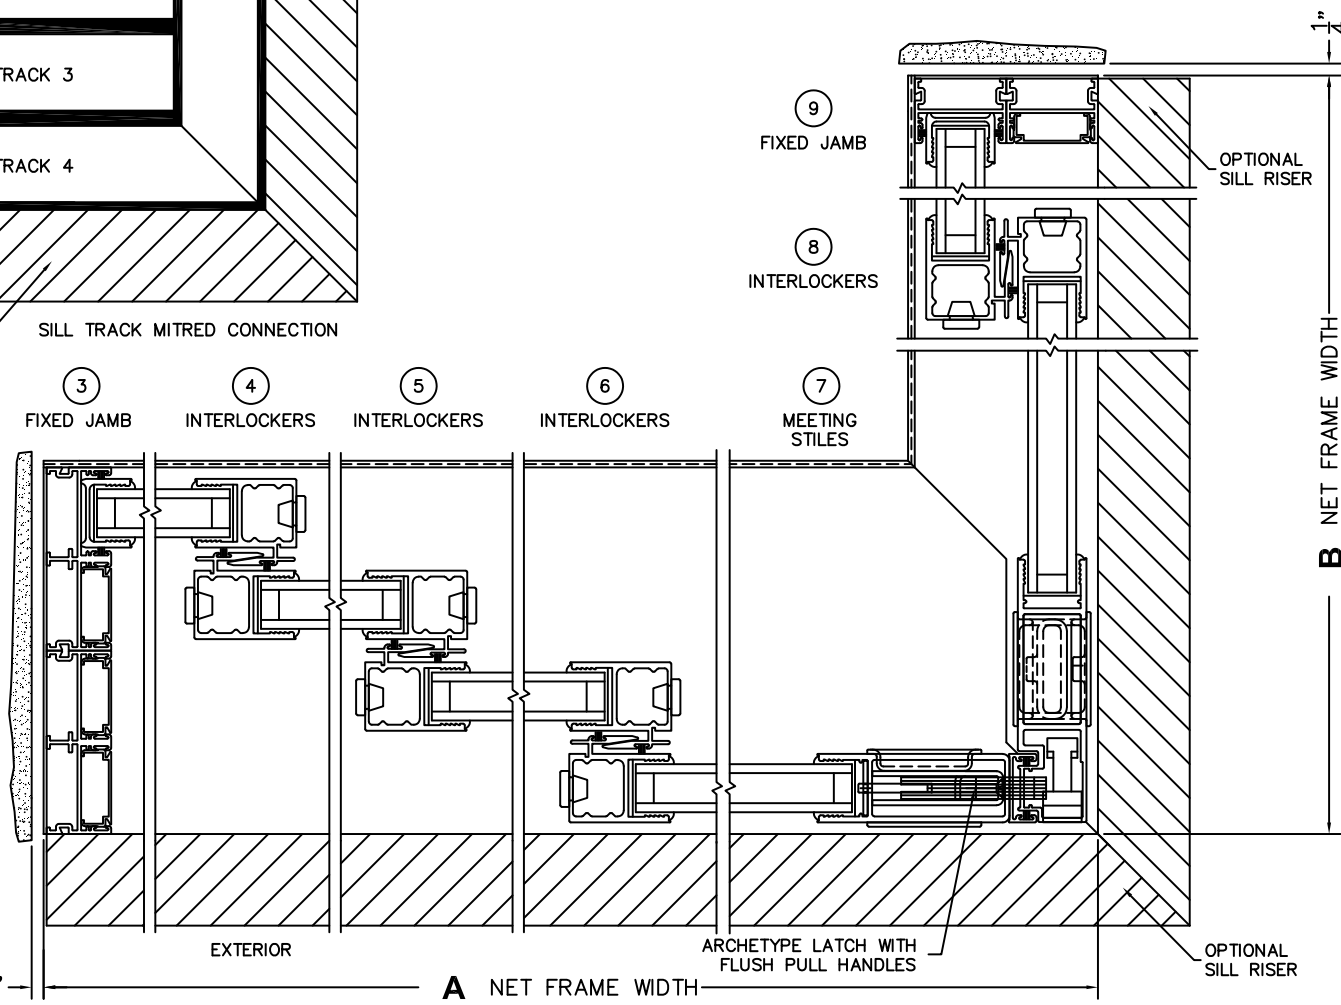 TRACK 3
TRACK 4
SILL TRACK MITRED CONNECTION
9
FIXED JAMB
8
INTERLOCKERS
OPTIONAL
SILL RISER
1"
4
3
FIXED JAMB
4
INTERLOCKERS
5
INTERLOCKERS
6
INTERLOCKERS
7
MEETING
STILES
B NET FRAME WIDTH
EXTERIOR
ARCHETYPE LATCH WITH
FLUSH PULL HANDLES
OPTIONAL
SILL RISER
A NET FRAME WIDTH